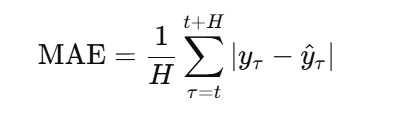 MAE = \frac{1}{H} \sum_{\tau=t}^{t+H} |y_\tau - \hat{y}_\tau|